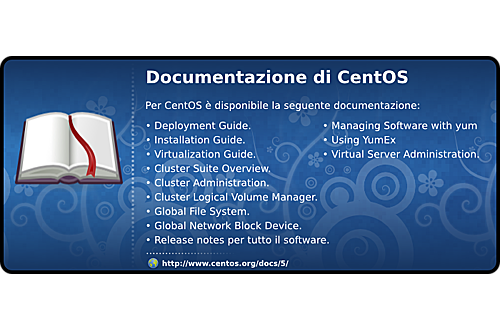 Documentazione di CentOS
Per CentOS è disponibile la seguente documentazione:
• Deployment Guide.
• Installation Guide.
• Virtualization Guide.
• Cluster Suite Overview.
• Cluster Administration.
• Cluster Logical Volume Manager.
• Global File System.
• Global Network Block Device.
• Release notes per tutto il software.
• Managing Software with yum
• Using YumEx
• Virtual Server Administration.
http://www.centos.org/docs/5/